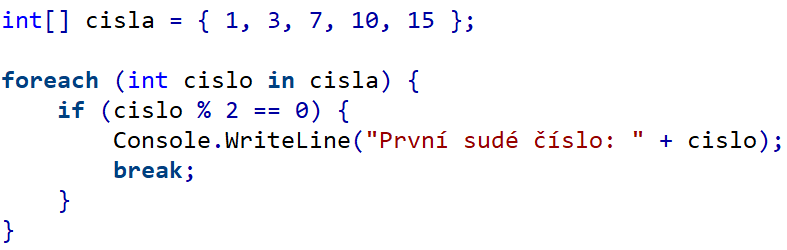 int[] cisla = { 1, 3, 7, 10, 15 };

foreach (int cislo in cisla) {
    if (cislo % 2 == 0) {
        Console.WriteLine("První sudé číslo: " + cislo);
        break;
    }
}